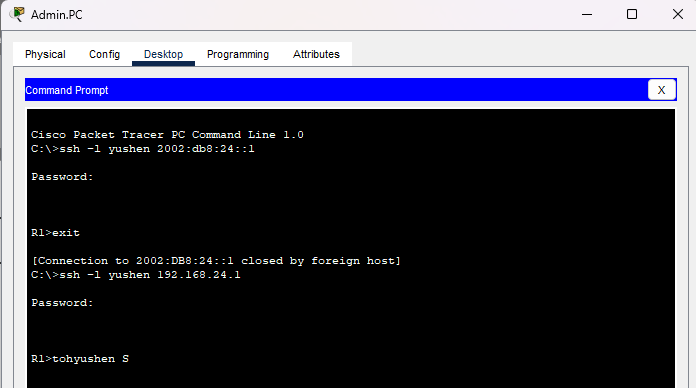 Admin.PC
Physical Config Desktop Programming Attributes
Command Prompt X
Cisco Packet Tracer PC Command Line 1.0
C:\>ssh -l yushen 2002:db8:24::1
Password:
R1>exit
[Connection to 2002:DB8:24::1 closed by foreign host]
C:\>ssh -l yushen 192.168.24.1
Password:
R1>tohyushen S